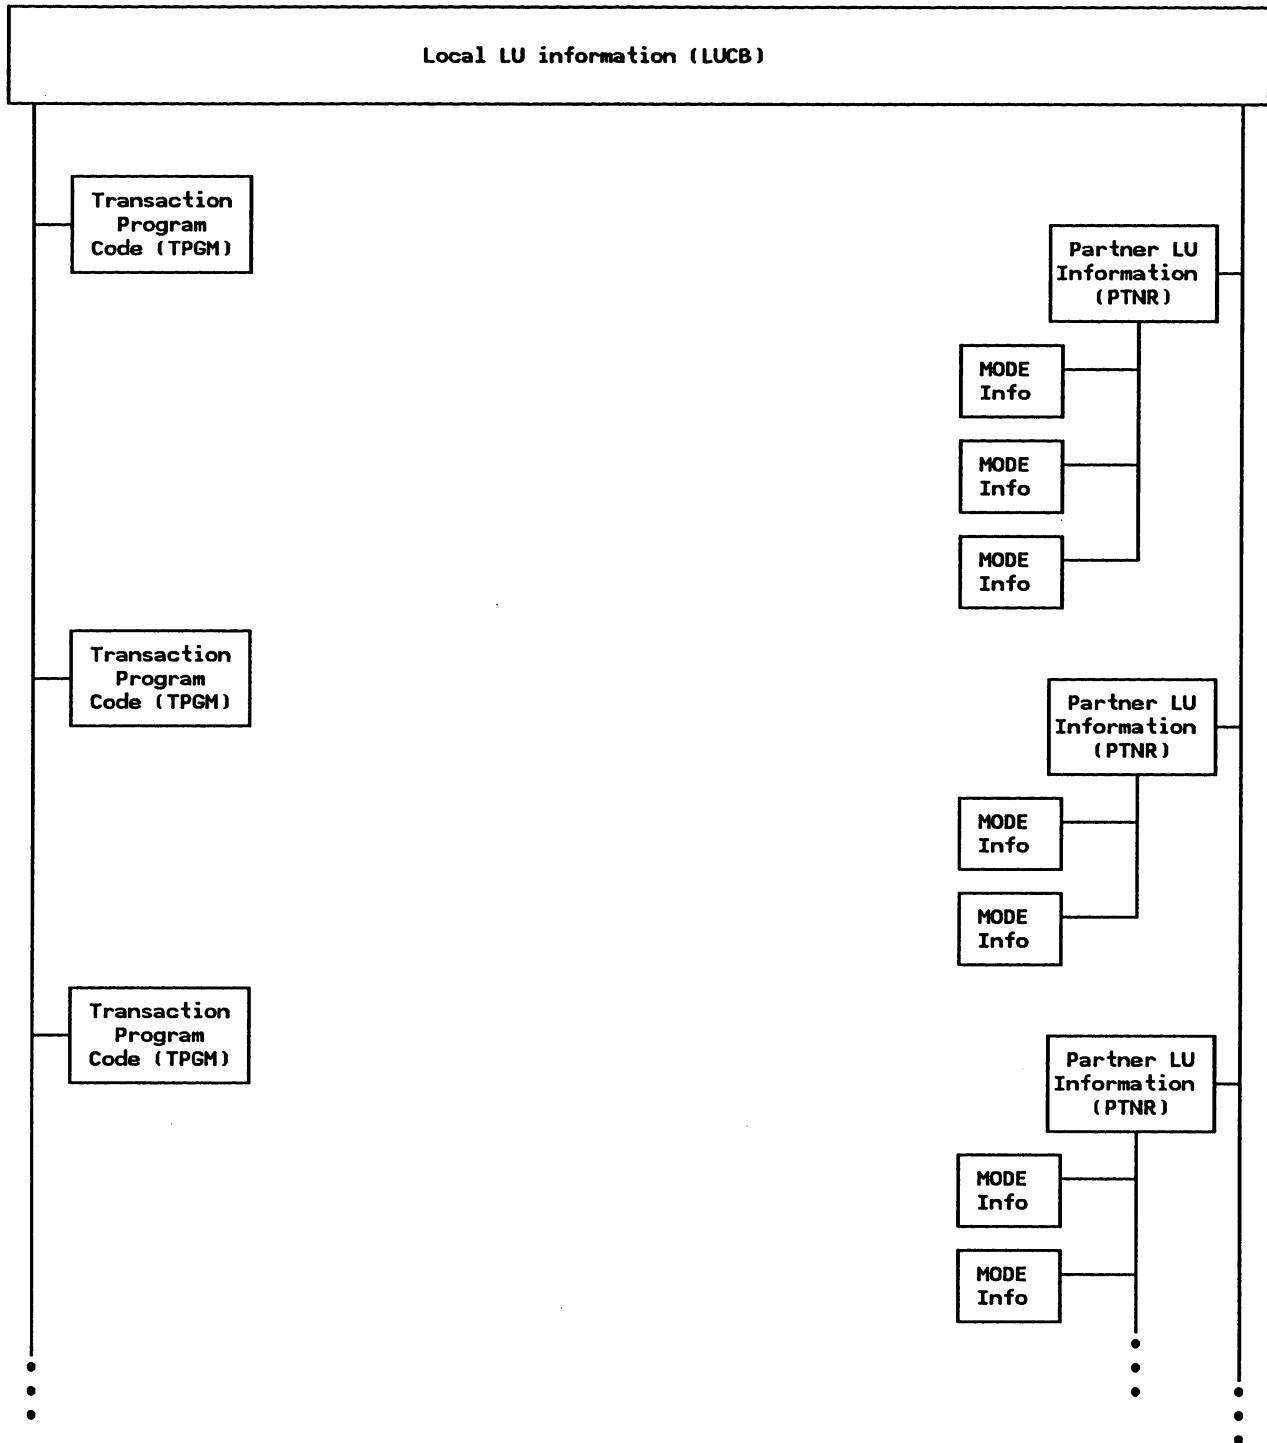 Local LU information (LUCB)
Transaction
Program
Code (TPGM)
Partner LU
Information
(PTNR)
MODE
Info
MODE
Info
MODE
Info
Transaction
Program
Code (TPGM)
Partner LU
Information
(PTNR)
MODE
Info
MODE
Info
Transaction
Program
Code (TPGM)
Partner LU
Information
(PTNR)
MODE
Info
MODE
Info